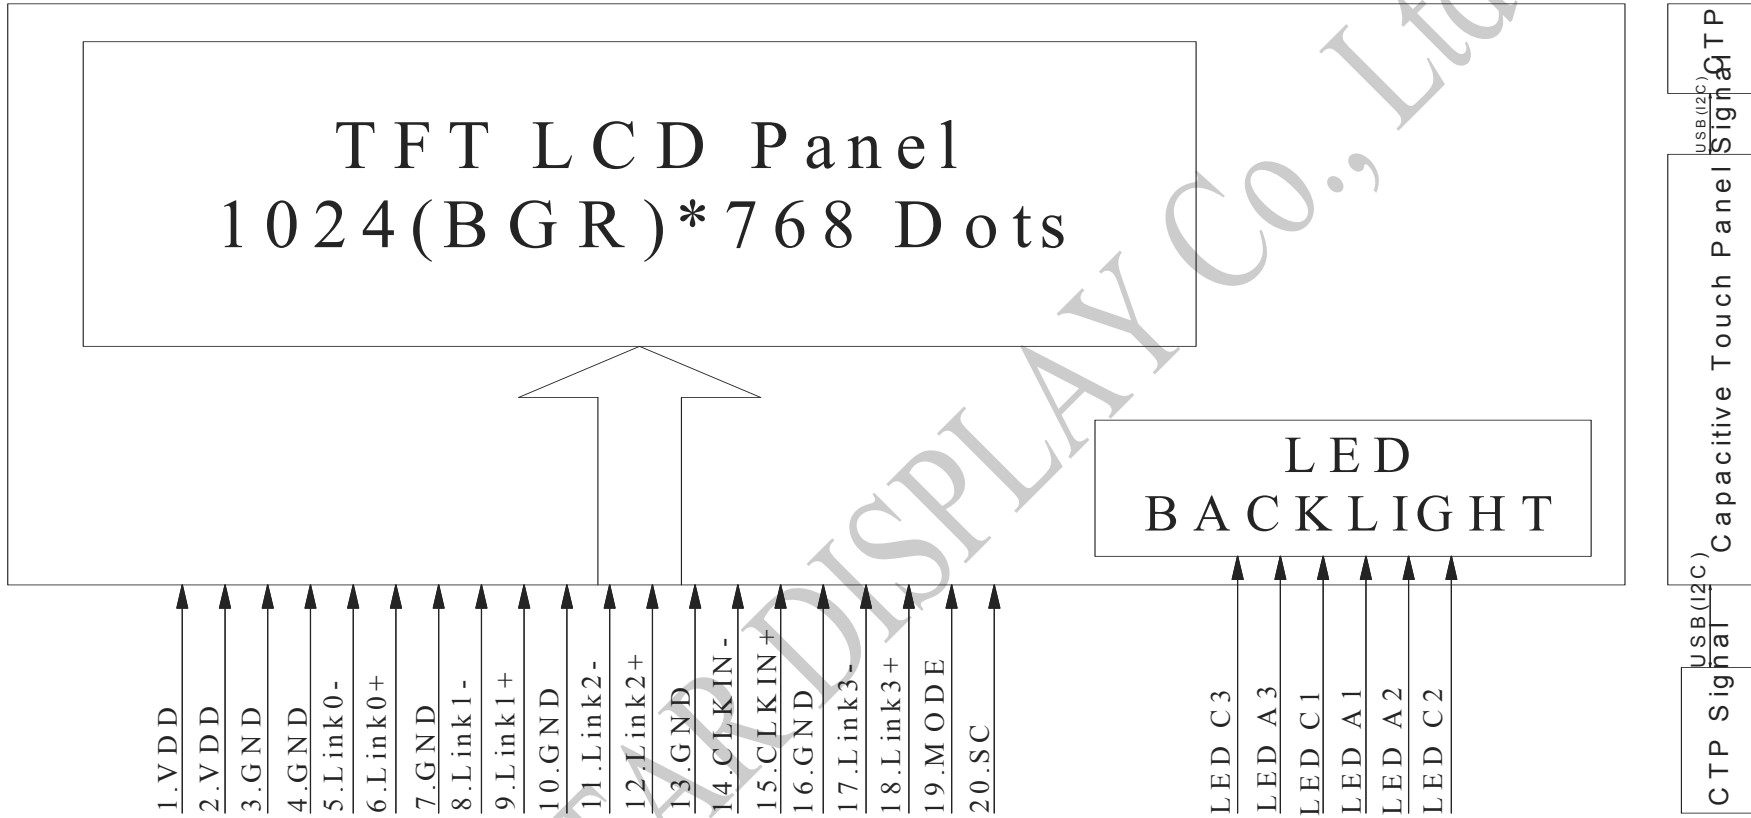 TFT LCD Panel
1024(BGR)*768 Dots
LED
BACKLIGHT
1.VDD
2.VDD
3.GND
4.GND
5.Link0-
6.Link0+
7.GND
8.Link1-
9.Link1+
10.GND
11.Link2-
12.Link2+
13.GND
14.CLKIN-
15.CLKIN+
16.GND
17.Link3-
18.Link3+
19.MODE
20.SC
LED C3
LED A3
LED C1
LED A1
LED A2
LED C2
CTP Signal
USB(I2C)
Capacitive Touch Panel
USB(I2C)
Signal
CTP
DISPLAY Co., Ltd